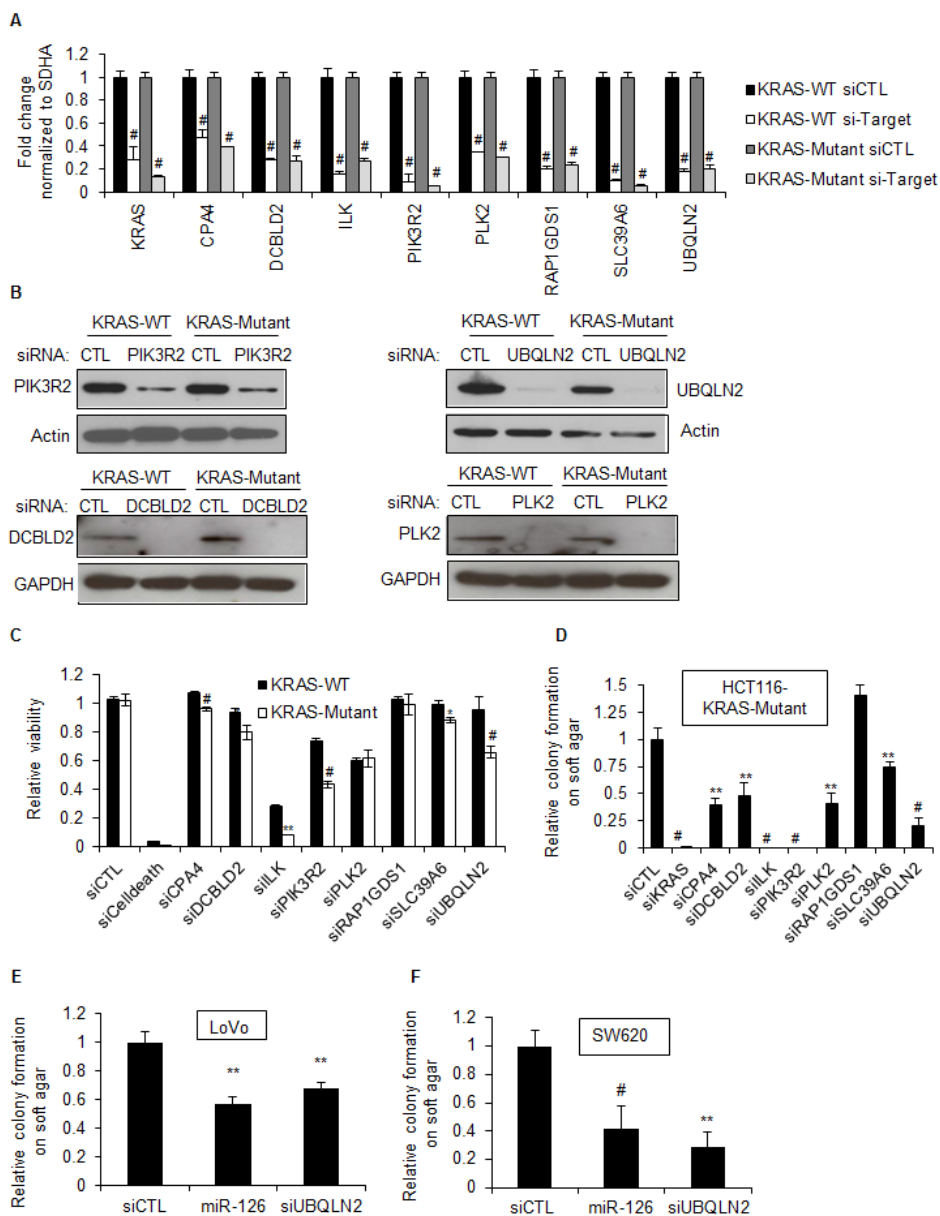 A
Fold change
normalized to SDHA
1.2
1
0.8
0.6
0.4
0.2
0
# # # # # # # # # # # # # # # # # #
KRAS
CPA4
DCBLD2
ILK
PIK3R2
PLK2
RAP1GDS1
SLC39A6
UBQLN2
KRAS-WT siCTL
KRAS-WT si-Target
KRAS-Mutant siCTL
KRAS-Mutant si-Target
B
KRAS-WT KRAS-Mutant
siRNA: CTL PIK3R2 CTL PIK3R2
PIK3R2
Actin
KRAS-WT KRAS-Mutant
siRNA: CTL UBQLN2 CTL UBQLN2
UBQLN2
Actin
KRAS-WT KRAS-Mutant
siRNA: CTL DCBLD2 CTL DCBLD2
DCBLD2
GAPDH
KRAS-WT KRAS-Mutant
siRNA: CTL PLK2 CTL PLK2
PLK2
GAPDH
C
Relative viability
1.2
1
0.8
0.6
0.4
0.2
0
KRAS-WT
KRAS-Mutant
# ** # * #
siCTL
siCelldeath
siCPA4
siDCBLD2
siILK
siPIK3R2
siPLK2
siRAP1GDS1
siSLC39A6
siUBQLN2
D
Relative colony formation
on soft agar
1.5
1.25
1
0.75
0.5
0.25
0
HCT116-
KRAS-Mutant
# ** ** # # ** ** #
siCTL
siKRAS
siCPA4
siDCBLD2
siILK
siPIK3R2
siPLK2
siRAP1GDS1
siSLC39A6
siUBQLN2
E
Relative colony formation
on soft agar
1.2
1
0.8
0.6
0.4
0.2
0
LoVo
** **
siCTL miR-126 siUBQLN2
F
Relative colony formation
on soft agar
1.2
1
0.8
0.6
0.4
0.2
0
SW620
# **
siCTL miR-126 siUBQLN2